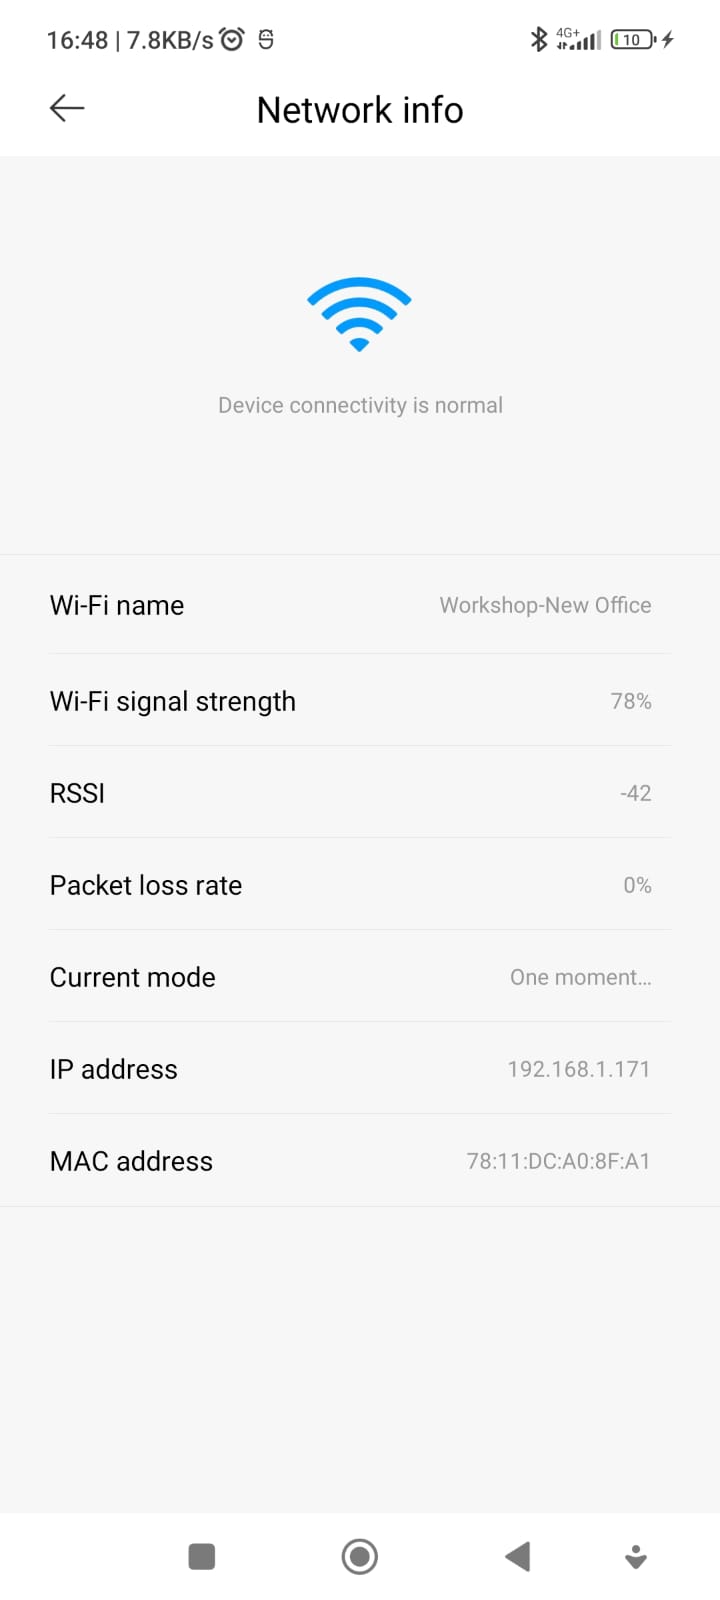 16:48 | 7.8KB/s 4G+ 10
Network info
Device connectivity is normal
Wi-Fi name Workshop-New Office
Wi-Fi signal strength 78%
RSSI -42
Packet loss rate 0%
Current mode One moment...
IP address 192.168.1.171
MAC address 78:11:DC:A0:8F:A1